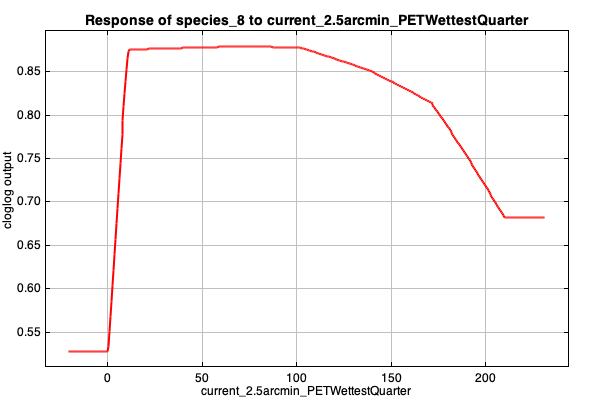 Response of species_8 to current_2.5arcmin_PETWettestQuarter
cloglog output
0.85
0.80
0.75
0.70
0.65
0.60
0.55
0 50 100 150 200
current_2.5arcmin_PETWettestQuarter